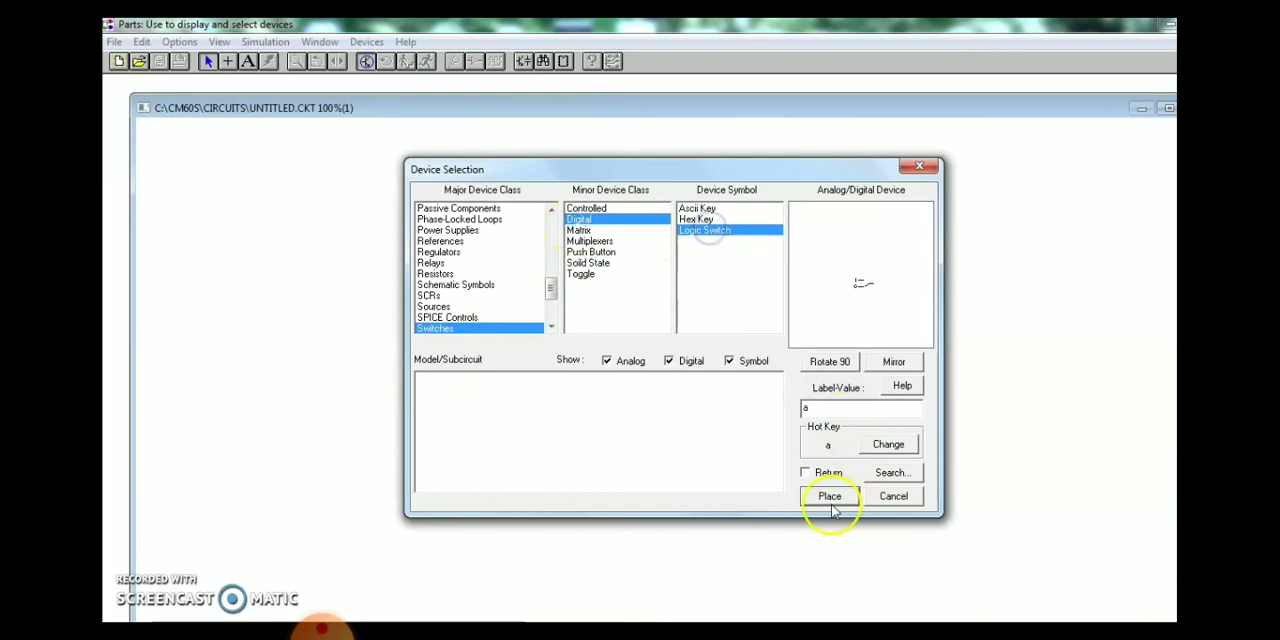 Parts: Use to display and select devices
File Edit Options View Simulation Window Devices Help
A
?
C:\CM60S\CIRCUITS\UNTITLED.CKT 100%(1)
Device Selection
Major Device Class Minor Device Class Device Symbol Analog/Digital Device
Passive Components
Phase-Locked Loops
Power Supplies
References
Regulators
Relays
Resistors
Schematic Symbols
SCRs
Sources
SPICE Controls
Switches
Controlled
Digital
Matrix
Multiplexers
Push Button
Soild State
Toggle
Ascii Key
Hex Key
Logic Switch
Model/Subcircuit Show : Analog Digital Symbol
Rotate 90 Mirror
Label-Value : Help
a
Hot Key
a Change
Return Search...
Place Cancel
RECORDED WITH
SCREENCAST MATIC